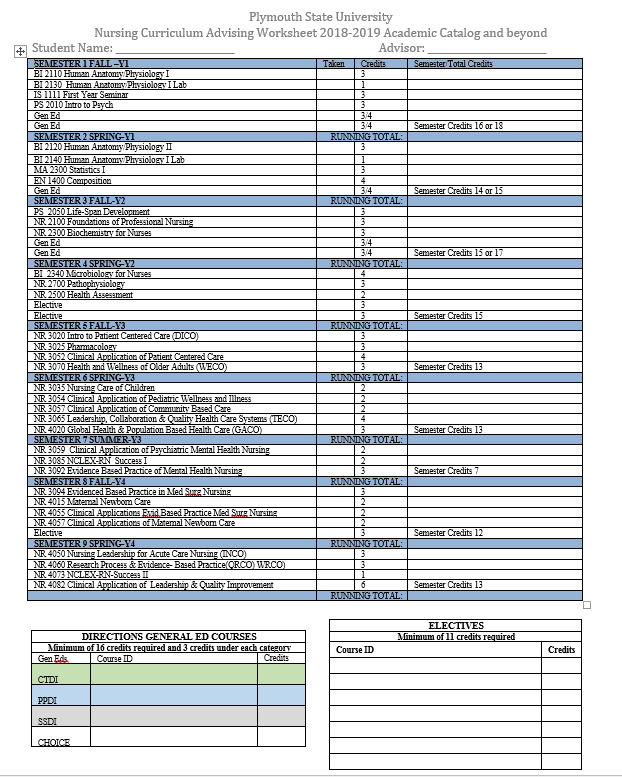 Plymouth State University
Nursing Curriculum Advising Worksheet 2018-2019 Academic Catalog and beyond
Student Name: ____________________ Advisor: ____________________
SEMESTER 1 FALL –Y1 Taken Credits Semester/Total Credits
BI 2110 Human Anatomy/Physiology I 3
BI 2130 Human Anatomy/Physiology I Lab 1
IS 1111 First Year Seminar 3
PS 2010 Intro to Psych 3
Gen Ed 3/4
Gen Ed 3/4 Semester Credits 16 or 18
SEMESTER 2 SPRING-Y1 RUNNING TOTAL:
BI 2120 Human Anatomy/Physiology II 3
BI 2140 Human Anatomy/Physiology I Lab 1
MA 2300 Statistics I 3
EN 1400 Composition 4
Gen Ed 3/4 Semester Credits 14 or 15
SEMESTER 3 FALL-Y2 RUNNING TOTAL:
PS 2050 Life-Span Development 3
NR 2100 Foundations of Professional Nursing 3
NR 2300 Biochemistry for Nurses 3
Gen Ed 3/4
Gen Ed 3/4 Semester Credits 15 or 17
SEMESTER 4 SPRING-Y2 RUNNING TOTAL:
BI 2340 Microbiology for Nurses 4
NR 2700 Pathophysiology 3
NR 2500 Health Assessment 2
Elective 3
Elective 3 Semester Credits 15
SEMESTER 5 FALL-Y3 RUNNING TOTAL:
NR 3020 Intro to Patient Centered Care (DICO) 3
NR 3025 Pharmacology 3
NR 3052 Clinical Application of Patient Centered Care 4
NR 3070 Health and Wellness of Older Adults (WECO) 3 Semester Credits 13
SEMESTER 6 SPRING-Y3 RUNNING TOTAL:
NR 3035 Nursing Care of Children 2
NR 3054 Clinical Application of Pediatric Wellness and Illness 2
NR 3057 Clinical Application of Community Based Care 2
NR 3065 Leadership, Collaboration & Quality Health Care Systems (TECO) 4
NR 4020 Global Health & Population Based Health Care (GACO) 3 Semester Credits 13
SEMESTER 7 SUMMER-Y3 RUNNING TOTAL:
NR 3059 Clinical Application of Psychiatric Mental Health Nursing 2
NR 3085 NCLEX-RN Success I 2
NR 3092 Evidence Based Practice of Mental Health Nursing 3 Semester Credits 7
SEMESTER 8 FALL-Y4 RUNNING TOTAL:
NR 3094 Evidenced Based Practice in Med Surg Nursing 3
NR 4015 Maternal Newborn Care 2
NR 4055 Clinical Applications Evid Based Practice Med Surg Nursing 2
NR 4057 Clinical Applications of Maternal Newborn Care 2
Elective 3 Semester Credits 12
SEMESTER 9 SPRING-Y4 RUNNING TOTAL:
NR 4050 Nursing Leadership for Acute Care Nursing (INCO) 3
NR 4060 Research Process & Evidence- Based Practice(QRCO) WRCO) 3
NR 4073 NCLEX-RN-Success II 1
NR 4082 Clinical Application of Leadership & Quality Improvement 6 Semester Credits 13
RUNNING TOTAL:
DIRECTIONS GENERAL ED COURSES
Minimum of 16 credits required and 3 credits under each category
Gen Eds. Course ID Credits
CTDI
PPDI
SSDI
CHOICE
ELECTIVES
Minimum of 11 credits required
Course ID Credits